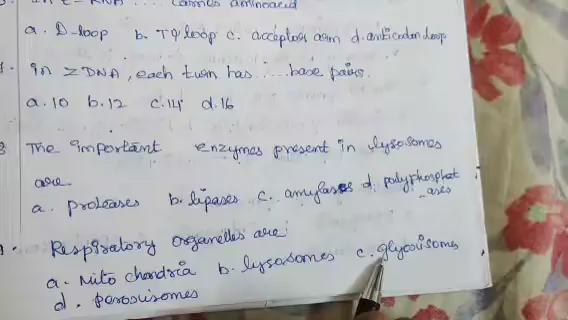 carries aminoacid
a. D-loop b. TΨ loop c. acceptor arm d. anticodon loop
in ZDNA, each turn has .... base pairs.
a. 10 b. 12 c. 14 d. 16
The important enzymes present in lysosomes
are
a. proteases b. lipases c. amylases d. polyphosphat
ases
Respiratory organelles are
a. Mito chondria b. lysosomes c. glyoxisomes
d. peroxisomes